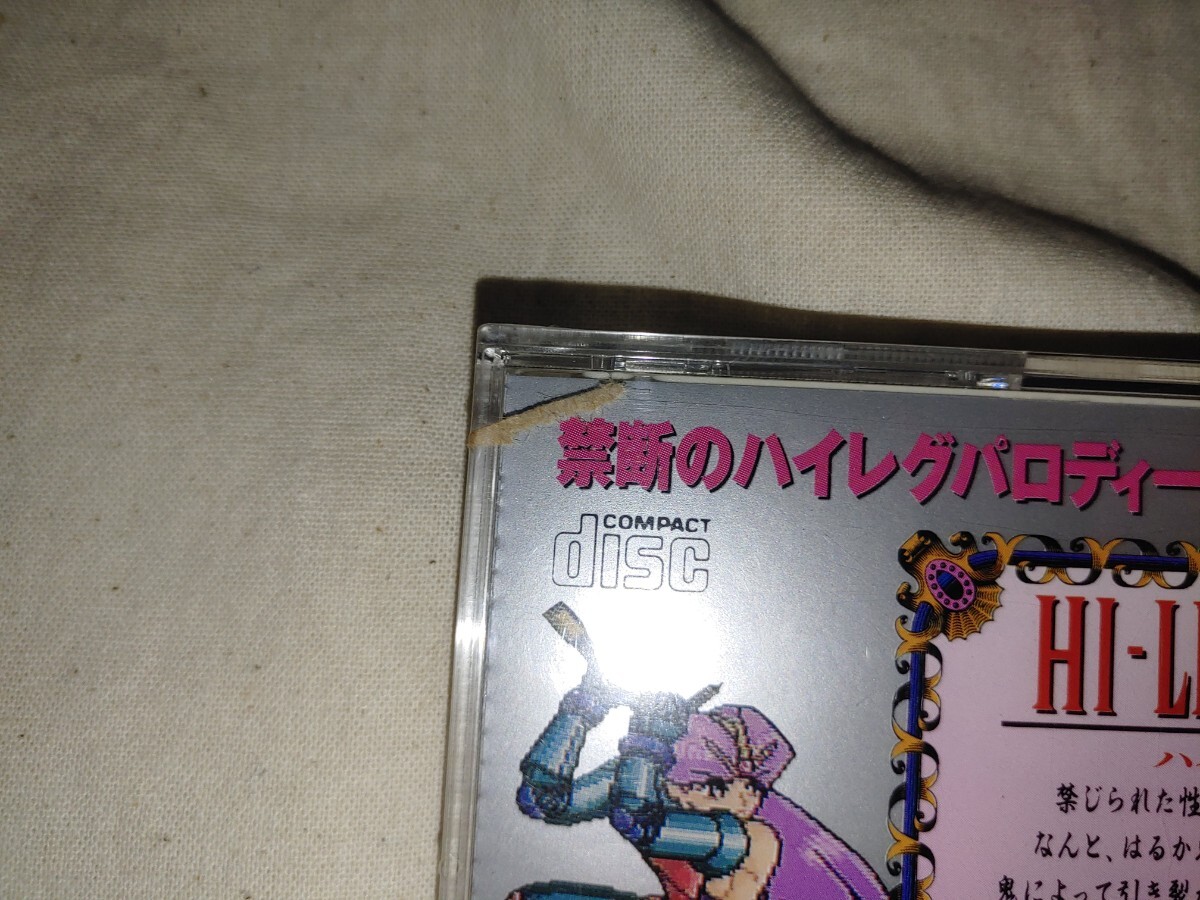 禁断のハイレグパロディー
COMPACT
disc
HI-L
ハ
禁じられた性
なんと、はるか
鬼によって引き裂